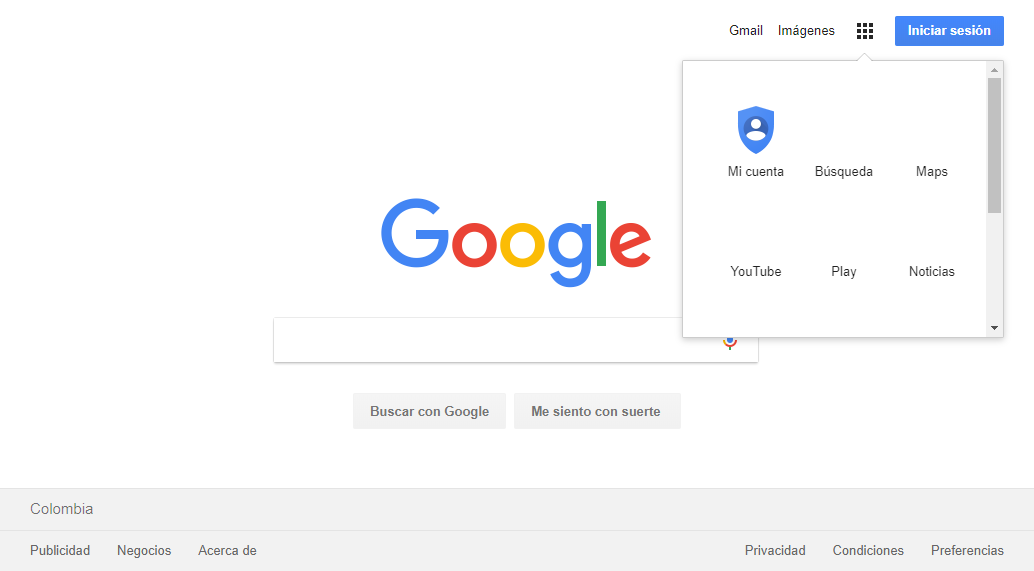 Gmail Imágenes Iniciar sesión
Mi cuenta Búsqueda Maps
YouTube Play Noticias
Google
Buscar con Google Me siento con suerte
Colombia
Publicidad Negocios Acerca de Privacidad Condiciones Preferencias